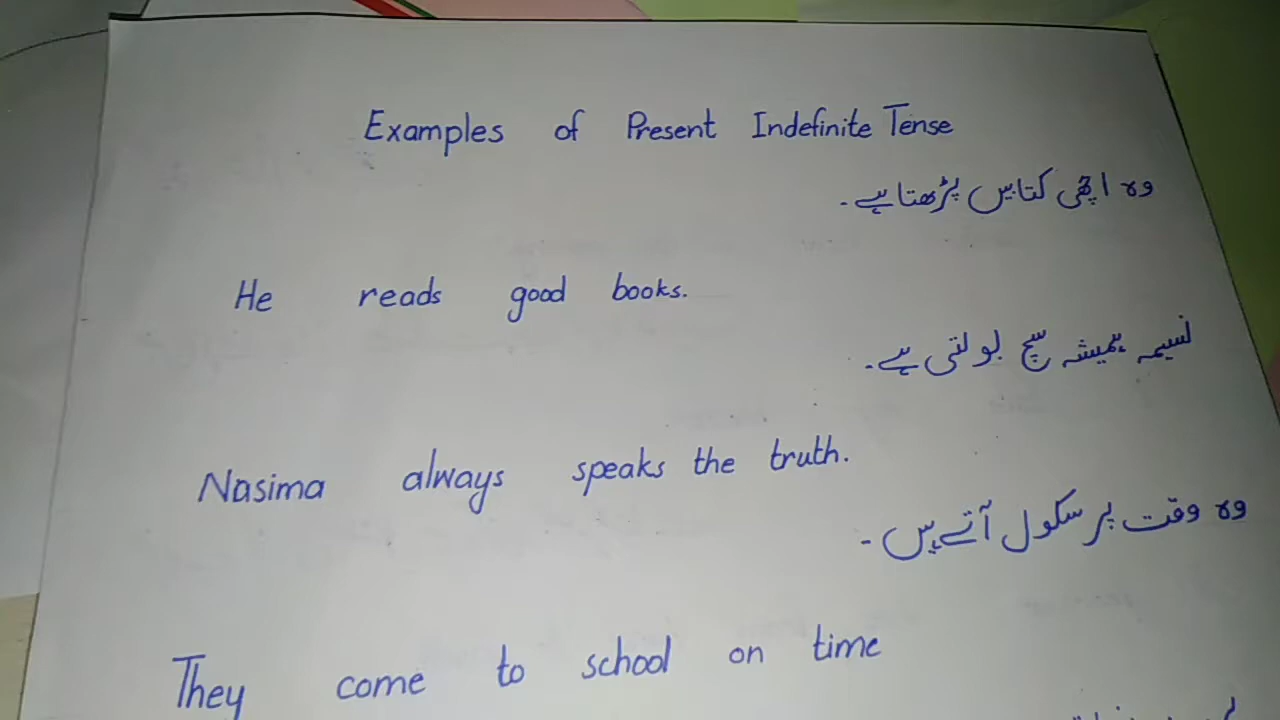 Examples of Present Indefinite Tense
وہ اچھی کتابیں پڑھتا ہے۔
He reads good books.
نسیمہ ہمیشہ سچ بولتی ہے۔
Nasima always speaks the truth.
وہ وقت پر سکول آتے ہیں۔
They come to school on time